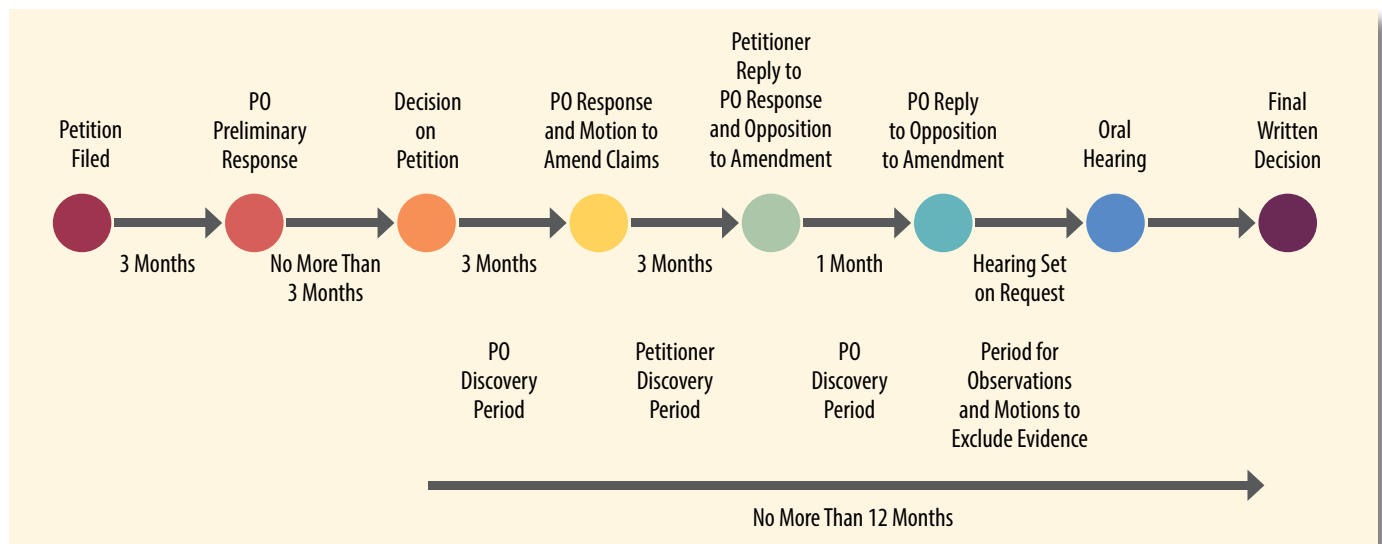 Petition
Filed
PO
Preliminary
Response
Decision
on
Petition
PO Response
and Motion to
Amend Claims
Petitioner
Reply to
PO Response
and Opposition
to Amendment
PO Reply
to Opposition
to Amendment
Oral
Hearing
Final
Written
Decision
3 Months
No More Than
3 Months
3 Months
3 Months
1 Month
Hearing Set
on Request
PO
Discovery
Period
Petitioner
Discovery
Period
PO
Discovery
Period
Period for
Observations
and Motions to
Exclude Evidence
No More Than 12 Months